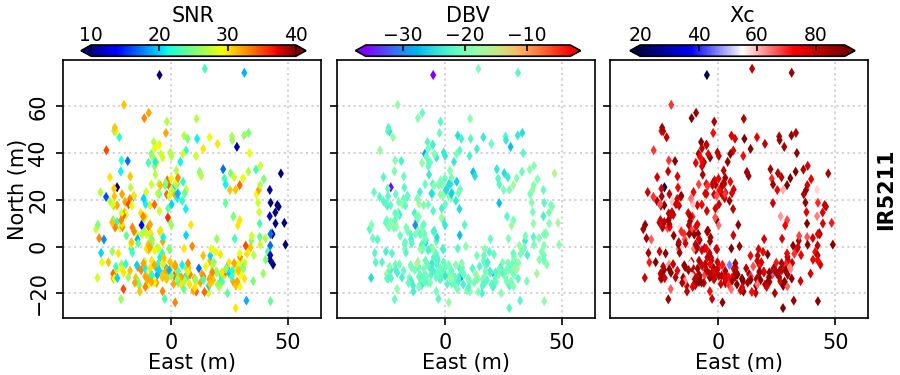 SNR
DBV
Xc
10 20 30 40
−30 −20 −10
20 40 60 80
60
40
20
0
−20
North (m)
0 50
0 50
0 50
East (m)
East (m)
East (m)
IR5211